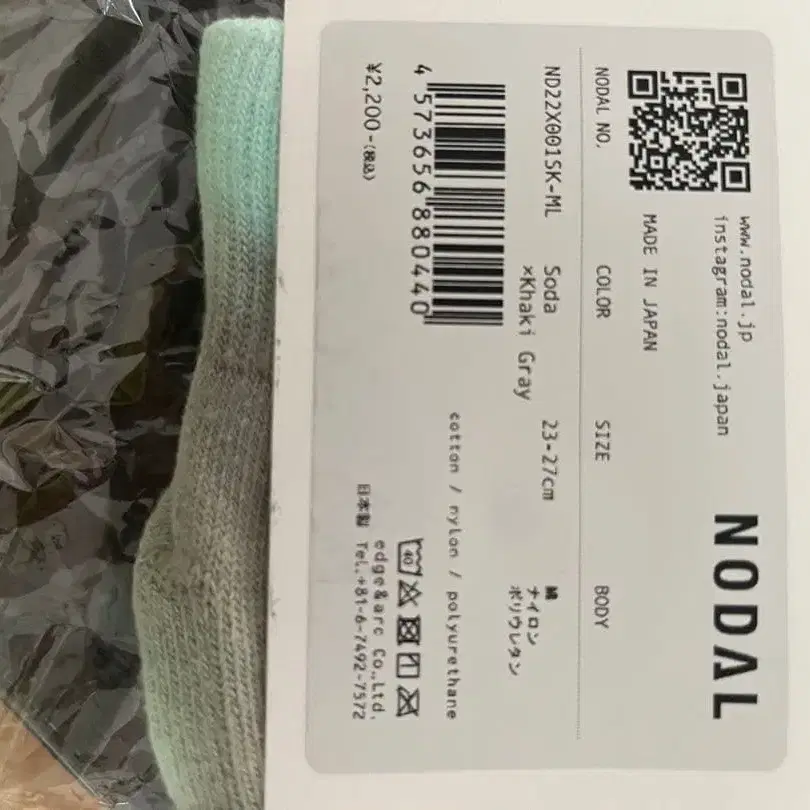 NODAL
www.nodal.jp
instagram:nodal.japan
MADE IN JAPAN
NODAL NO. COLOR SIZE BODY
ND22X001SK-ML Soda ×Khaki Gray 23-27cm 綿 ナイロン ポリウレタン
cotton / nylon / polyurethane
4 573656 880440
40
¥2,200-(税込)
edge&arc Co.,Ltd.
日本製 Tel.+81-6-7492-7572